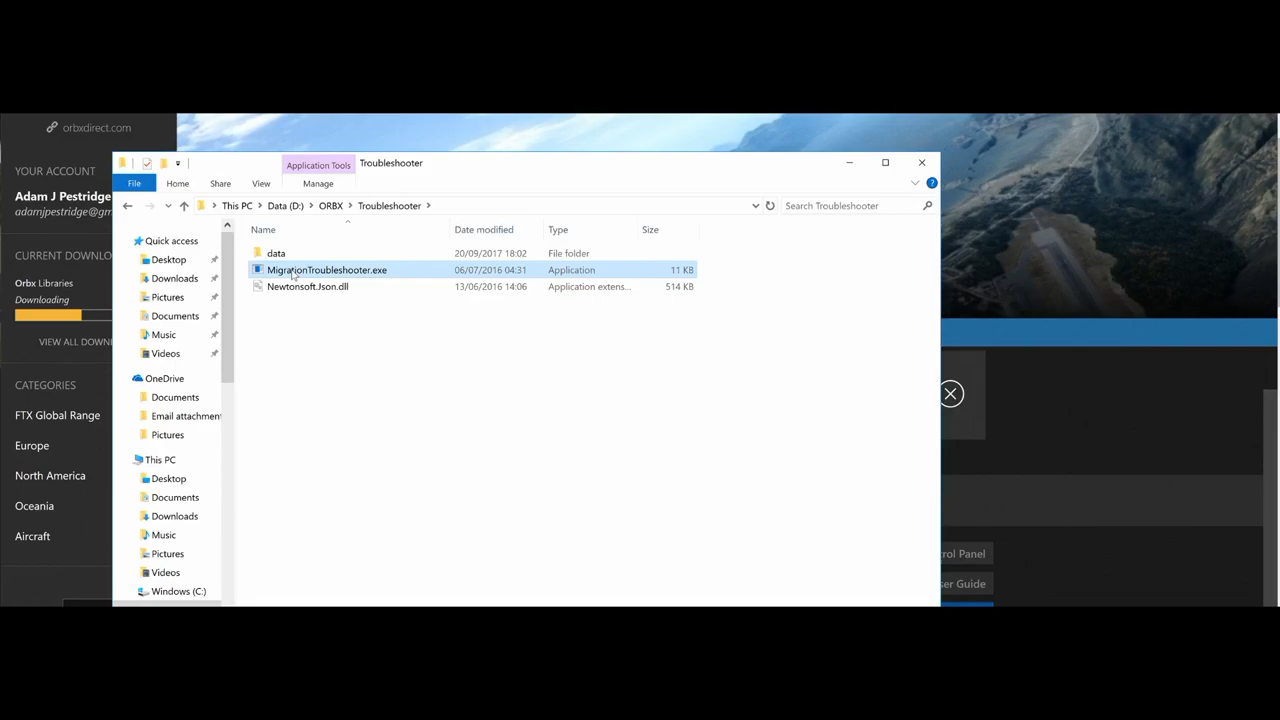 orbxdirect.com
YOUR ACCOUNT
Adam J Pestridge
adamjpestridge@gm
CURRENT DOWNLO
Orbx Libraries
Downloading
VIEW ALL DOWN
CATEGORIES
FTX Global Range
Europe
North America
Oceania
Aircraft
Application Tools
Troubleshooter
File
Home
Share
View
Manage
This PC
Data (D:)
ORBX
Troubleshooter
Search Troubleshooter
Quick access
Desktop
Downloads
Pictures
Documents
Music
Videos
OneDrive
Documents
Email attachment
Pictures
This PC
Desktop
Documents
Downloads
Music
Pictures
Videos
Windows (C:)
Name Date modified Type Size
data 20/09/2017 18:02 File folder
MigrationTroubleshooter.exe 06/07/2016 04:31 Application 11 KB
Newtonsoft.Json.dll 13/06/2016 14:06 Application extens... 514 KB
rol Panel
ser Guide